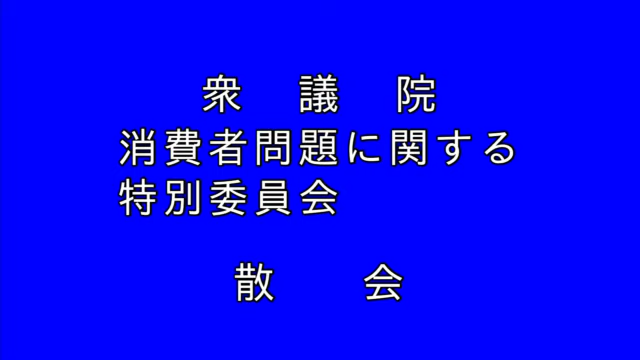 衆議院
消費者問題に関する
特別委員会
散会